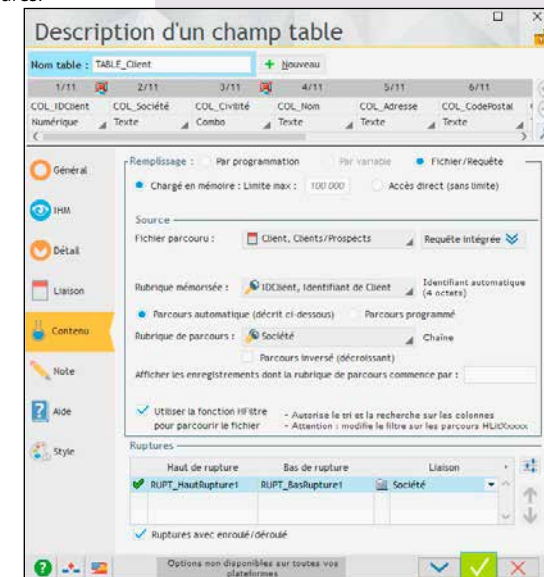 ures.
Description d'un champ table
Nom table : TABLE_Client + Nouveau
1/11 2/11 3/11 4/11 5/11 6/11
COL_IDClient COL_Société COL_Civilité COL_Nom COL_Adresse COL_CodePostal
Numérique Texte Combo Texte Texte Texte
Général
IHM
Détail
Liaison
Contenu
Note
Aide
Style
Remplissage : Par programmation Par variable Fichier/Requête
Chargé en mémoire : Limite max : 100 000 Accès direct (sans limite)
Source
Fichier parcouru : Client, Clients/Prospects Requête intégrée
Rubrique mémorisée : IDClient, Identifiant de Client Identifiant automatique
(4 octets)
Parcours automatique (décrit ci-dessous) Parcours programmé
Rubrique de parcours : Société Chaîne
Parcours inversé (décroissant)
Afficher les enregistrements dont la rubrique de parcours commence par :
Utiliser la fonction HFiltre - Autorise le tri et la recherche sur les colonnes
pour parcourir le fichier - Attention : modifie le filtre sur les parcours
Ruptures
Haut de rupture Bas de rupture Liaison
RUPT_HautRupture1 RUPT_BasRupture1 Société
Ruptures avec enroulé/déroulé
Options non disponibles sur toutes vos
plateformes